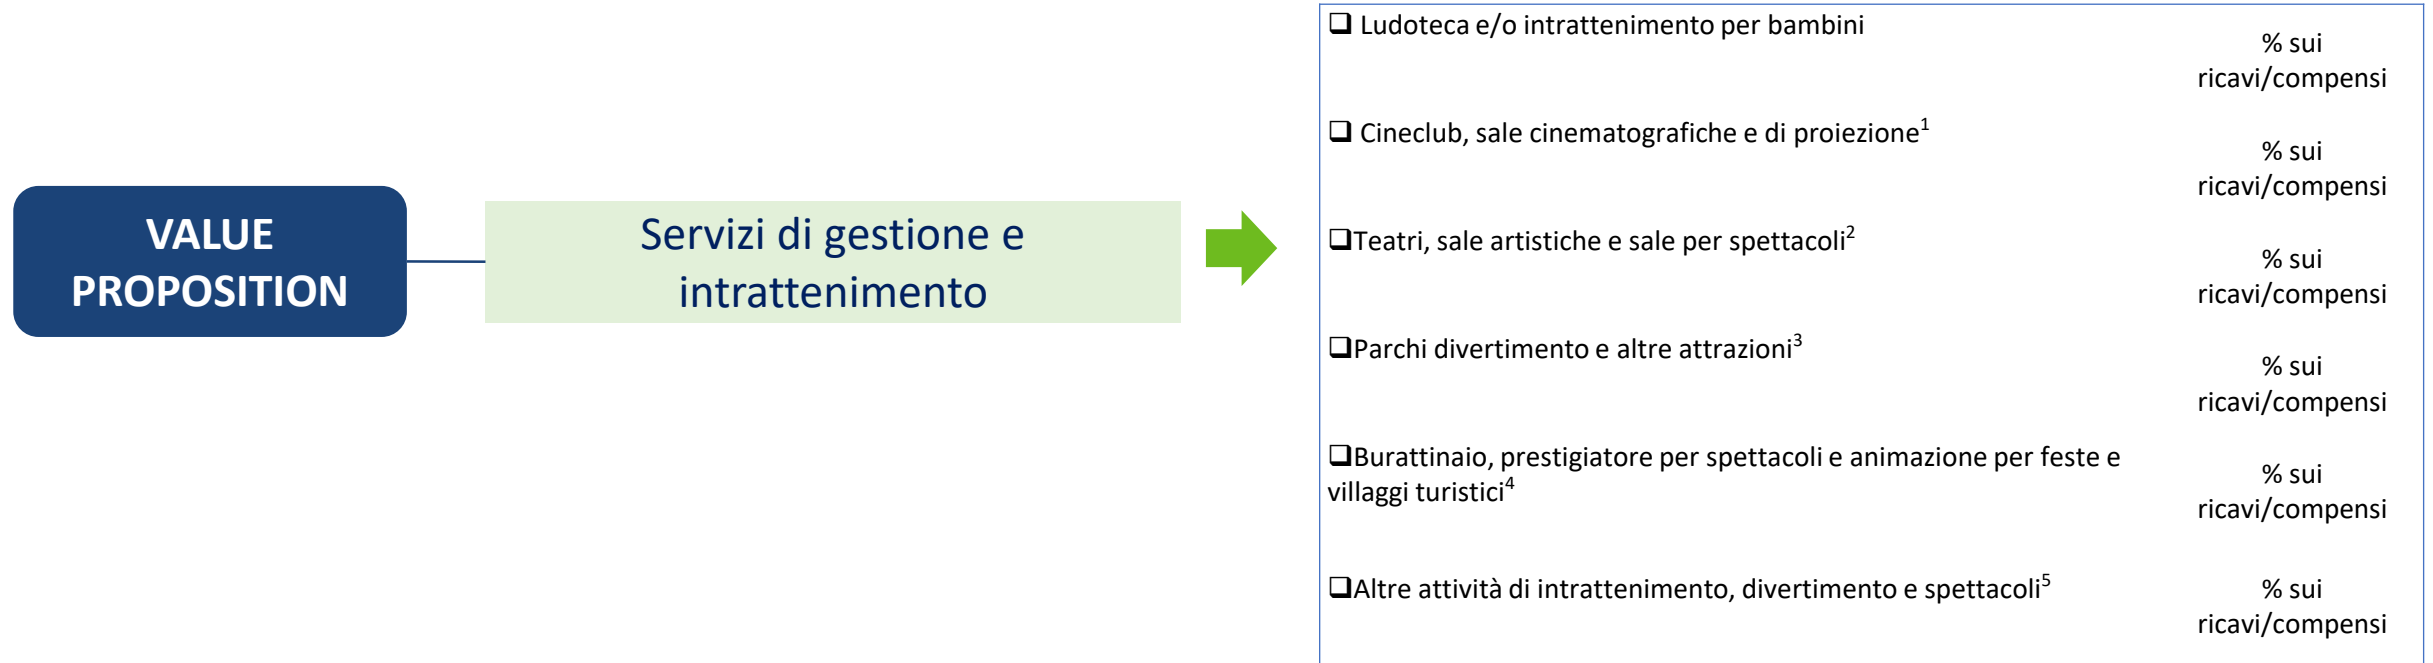 VALUE
PROPOSITION
Servizi di gestione e
intrattenimento
❑ Ludoteca e/o intrattenimento per bambini
% sui
ricavi/compensi
❑ Cineclub, sale cinematografiche e di proiezione¹
% sui
ricavi/compensi
❑Teatri, sale artistiche e sale per spettacoli²
% sui
ricavi/compensi
❑Parchi divertimento e altre attrazioni³
% sui
ricavi/compensi
❑Burattinaio, prestigiatore per spettacoli e animazione per feste e
villaggi turistici⁴
% sui
ricavi/compensi
❑Altre attività di intrattenimento, divertimento e spettacoli⁵
% sui
ricavi/compensi